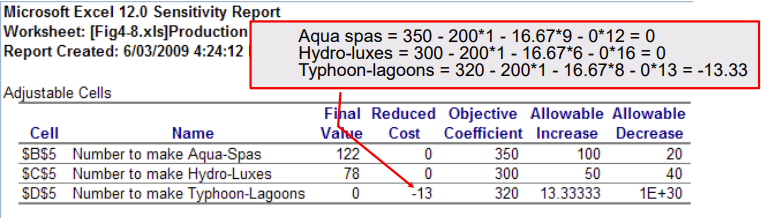 Microsoft Excel 12.0 Sensitivity Report
Worksheet: [Fig4-8.xls]Production
Report Created: 6/03/2009 4:24:12
Aqua spas = 350 - 200*1 - 16.67*9 - 0*12 = 0
Hydro-luxes = 300 - 200*1 - 16.67*6 - 0*16 = 0
Typhoon-lagoons = 320 - 200*1 - 16.67*8 - 0*13 = -13.33
Adjustable Cells
Final Reduced Objective Allowable Allowable
Cell Name Value Cost Coefficient Increase Decrease
$B$5 Number to make Aqua-Spas 122 0 350 100 20
$C$5 Number to make Hydro-Luxes 78 0 300 50 40
$D$5 Number to make Typhoon-Lagoons 0 -13 320 13.33333 1E+30